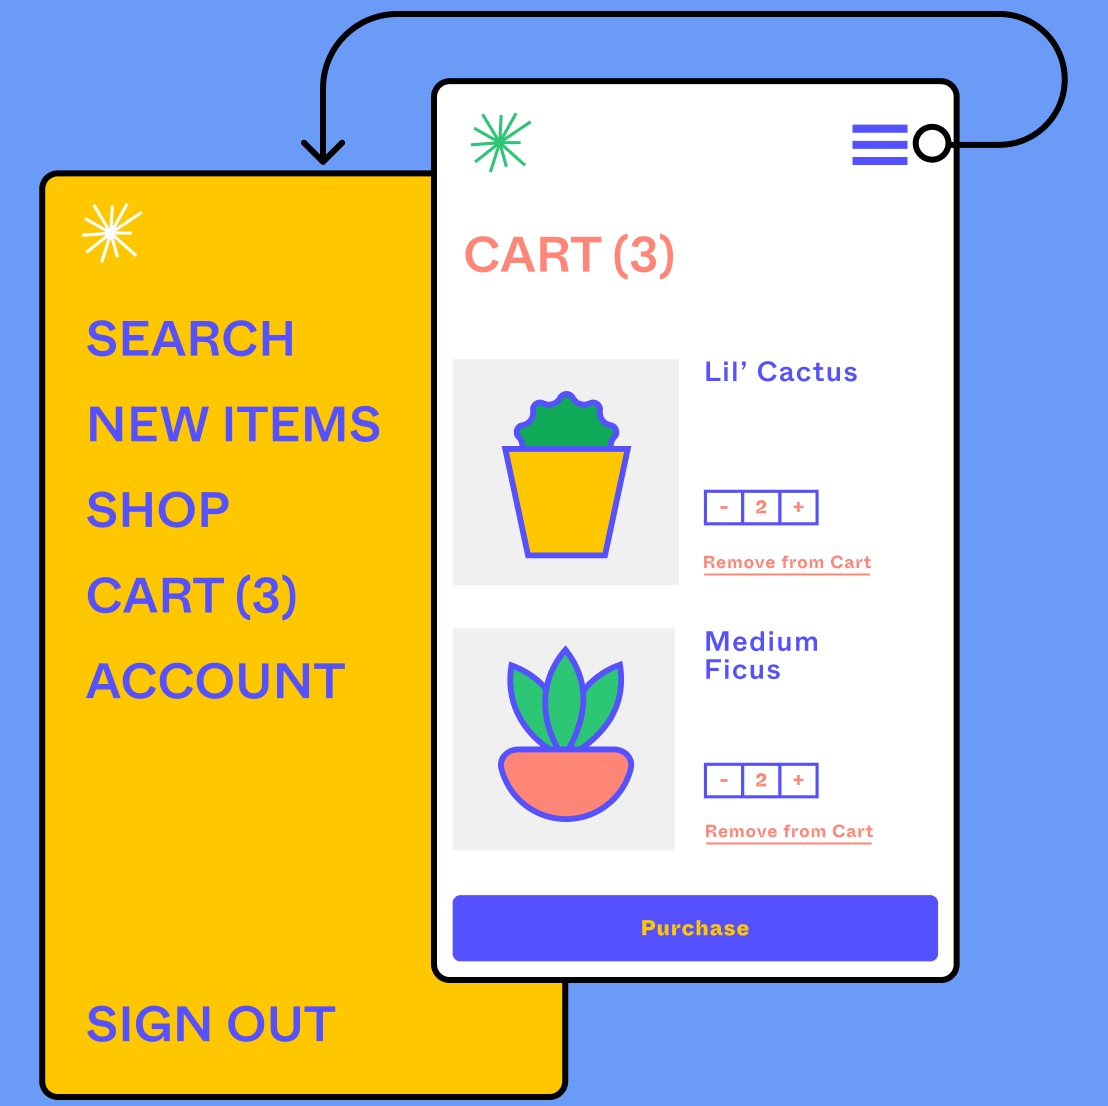 SEARCH
NEW ITEMS
SHOP
CART (3)
ACCOUNT
SIGN OUT
CART (3)
Lil’ Cactus
- 2 +
Remove from Cart
Medium
Ficus
- 2 +
Remove from Cart
Purchase